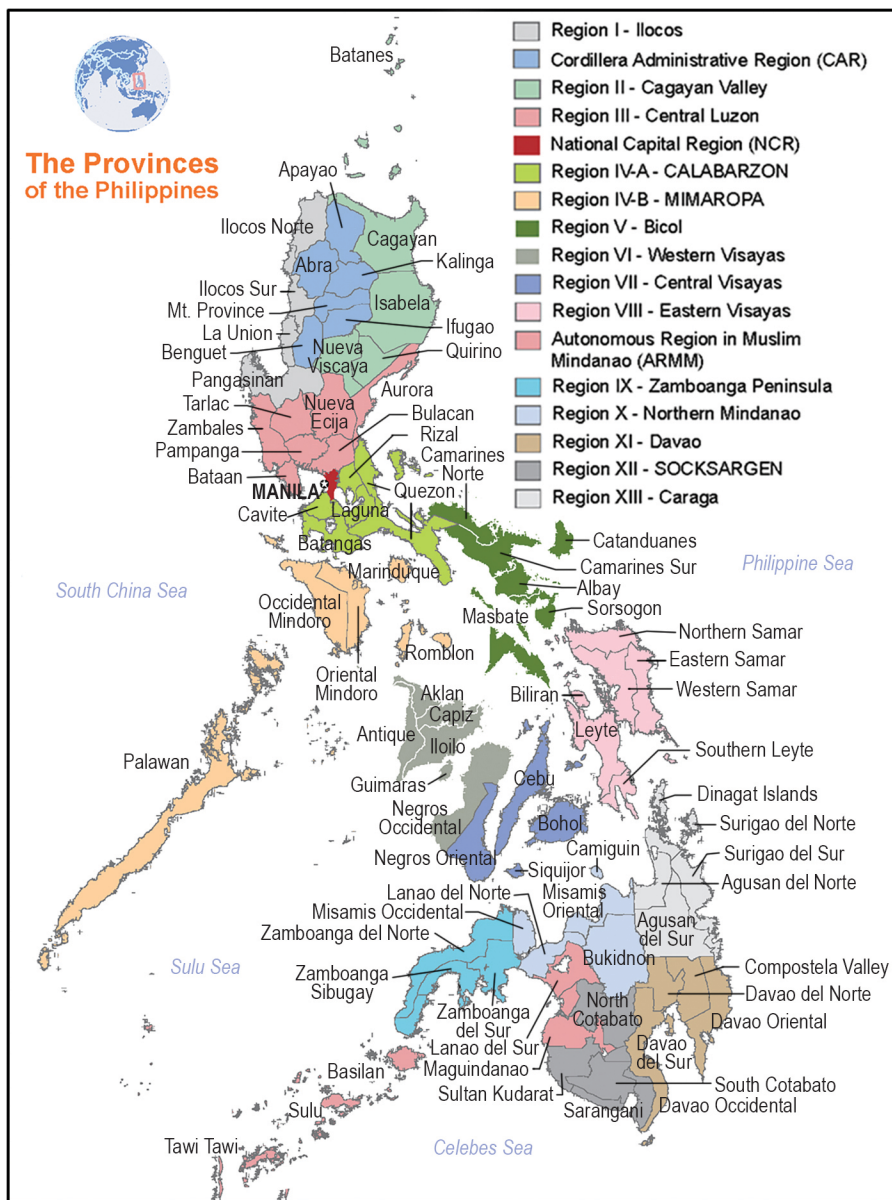 The Provinces
of the Philippines
Region I - Ilocos
Cordillera Administrative Region (CAR)
Region II - Cagayan Valley
Region III - Central Luzon
National Capital Region (NCR)
Region IV-A - CALABARZON
Region IV-B - MIMAROPA
Region V - Bicol
Region VI - Western Visayas
Region VII - Central Visayas
Region VIII - Eastern Visayas
Autonomous Region in Muslim
Mindanao (ARMM)
Region IX - Zamboanga Peninsula
Region X - Northern Mindanao
Region XI - Davao
Region XII - SOCKSARGEN
Region XIII - Caraga
Batanes
Apayao
Ilocos Norte
Cagayan
Abra
Kalinga
Ilocos Sur
Mt. Province
Isabela
La Union
Ifugao
Benguet
Nueva
Viscaya
Quirino
Pangasinan
Aurora
Tarlac
Nueva
Ecija
Zambales
Bulacan
Pampanga
Rizal
Bataan
Camarines
Norte
MANILA
Quezon
Cavite
Laguna
Batangas
Catanduanes
Camarines Sur
Philippine Sea
Marinduque
Albay
South China Sea
Occidental
Mindoro
Masbate
Sorsogon
Northern Samar
Romblon
Eastern Samar
Oriental
Mindoro
Aklan
Biliran
Western Samar
Capiz
Antique
Iloilo
Leyte
Palawan
Southern Leyte
Guimaras
Cebu
Dinagat Islands
Negros
Occidental
Bohol
Surigao del Norte
Negros Oriental
Camiguin
Surigao del Sur
Siquijor
Agusan del Norte
Lanao del Norte
Misamis
Oriental
Misamis Occidental
Zamboanga del Norte
Agusan
del Sur
Bukidnon
Sulu Sea
Compostela Valley
Zamboanga
Sibugay
Davao del Norte
North
Cotabato
Zamboanga
del Sur
Davao Oriental
Lanao del Sur
Davao
del Sur
Basilan
Maguindanao
Sultan Kudarat
South Cotabato
Sulu
Sarangani
Davao Occidental
Tawi Tawi
Celebes Sea